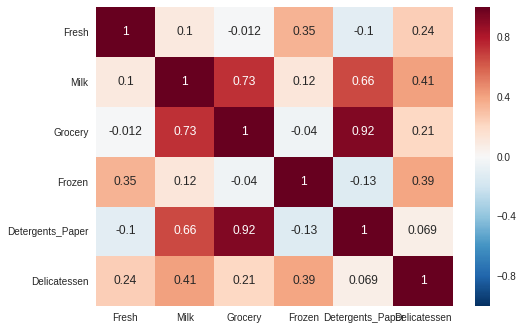 Fresh 1 0.1 -0.012 0.35 -0.1 0.24
Milk 0.1 1 0.73 0.12 0.66 0.41
Grocery -0.012 0.73 1 -0.04 0.92 0.21
Frozen 0.35 0.12 -0.04 1 -0.13 0.39
Detergents_Paper -0.1 0.66 0.92 -0.13 1 0.069
Delicatessen 0.24 0.41 0.21 0.39 0.069 1
Fresh Milk Grocery Frozen Detergents_Paper Delicatessen
0.8
0.4
0.0
-0.4
-0.8